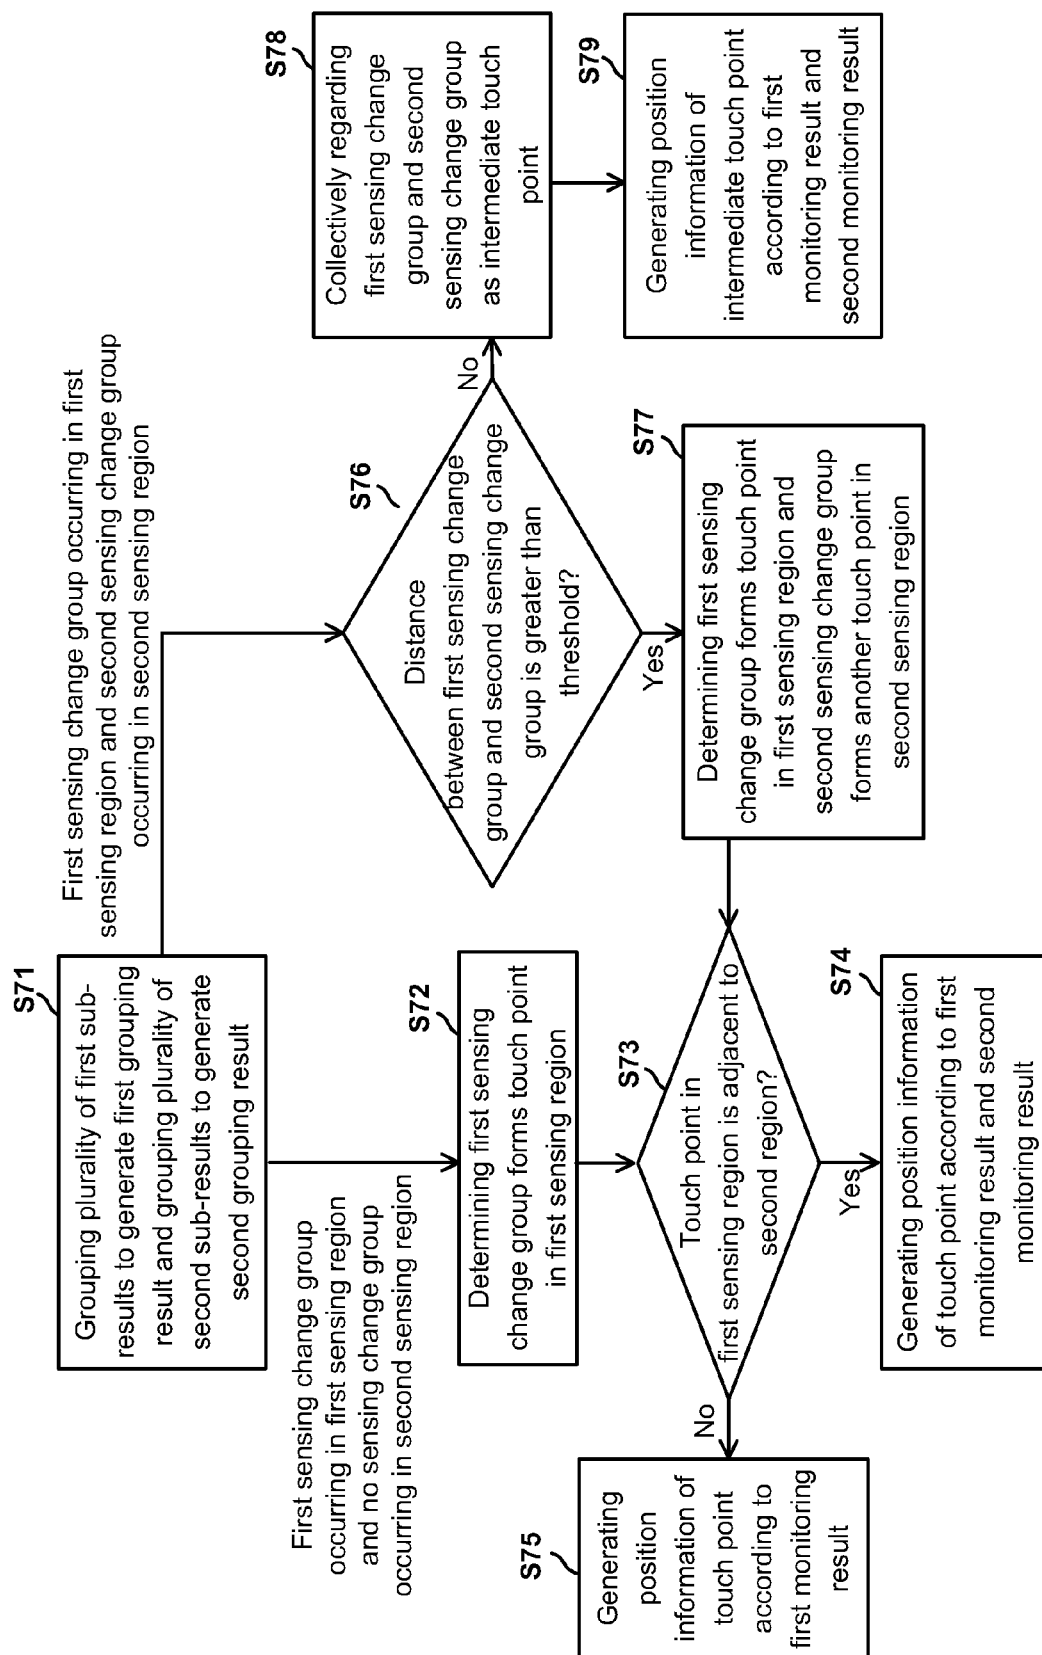 S71
Grouping plurality of first sub-
results to generate first grouping
result and grouping plurality of
second sub-results to generate
second grouping result
First sensing change group occurring in first
sensing region and second sensing change group
occurring in second sensing region
First sensing change group
occurring in first sensing region
and no sensing change group
occurring in second sensing region
S72
Determining first sensing
change group forms touch point
in first sensing region
S73
Touch point in
first sensing region is adjacent to
second region?
No
Yes
S74
Generating position information
of touch point according to first
monitoring result and second
monitoring result
S75
Generating
position
information of
touch point
according to
first monitoring
result
S76
Distance
between first sensing change
group and second sensing change
group is greater than
threshold?
No
Yes
S77
Determining first sensing
change group forms touch point
in first sensing region and
second sensing change group
forms another touch point in
second sensing region
S78
Collectively regarding
first sensing change
group and second
sensing change group
as intermediate touch
point
S79
Generating position
information of
intermediate touch point
according to first
monitoring result and
second monitoring result